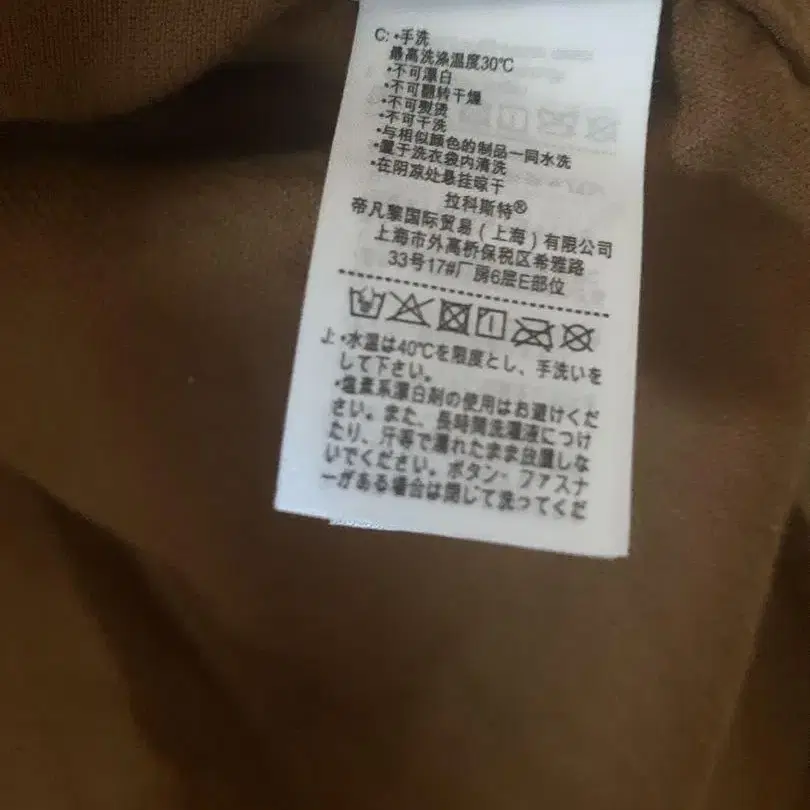 C: •手洗
最高洗涤温度30℃
•不可漂白
•不可翻转干燥
•不可熨烫
•不可干洗
•与相似颜色的制品一同水洗
•置于洗衣袋内清洗
•在阴凉处悬挂晾干
拉科斯特®
帝凡黎国际贸易(上海)有限公司
上海市外高桥保税区希雅路
33号17#厂房6层E部位
•水温は40℃を限度とし、手洗いを
して下さい。
•塩素系漂白剤の使用はお避けくだ
さい。また、長時間洗濯液につけ
たり、汗等で濡れたまま放置しな
いでください。ボタン・ファスナ
ーがある場合は閉じて洗ってくだ